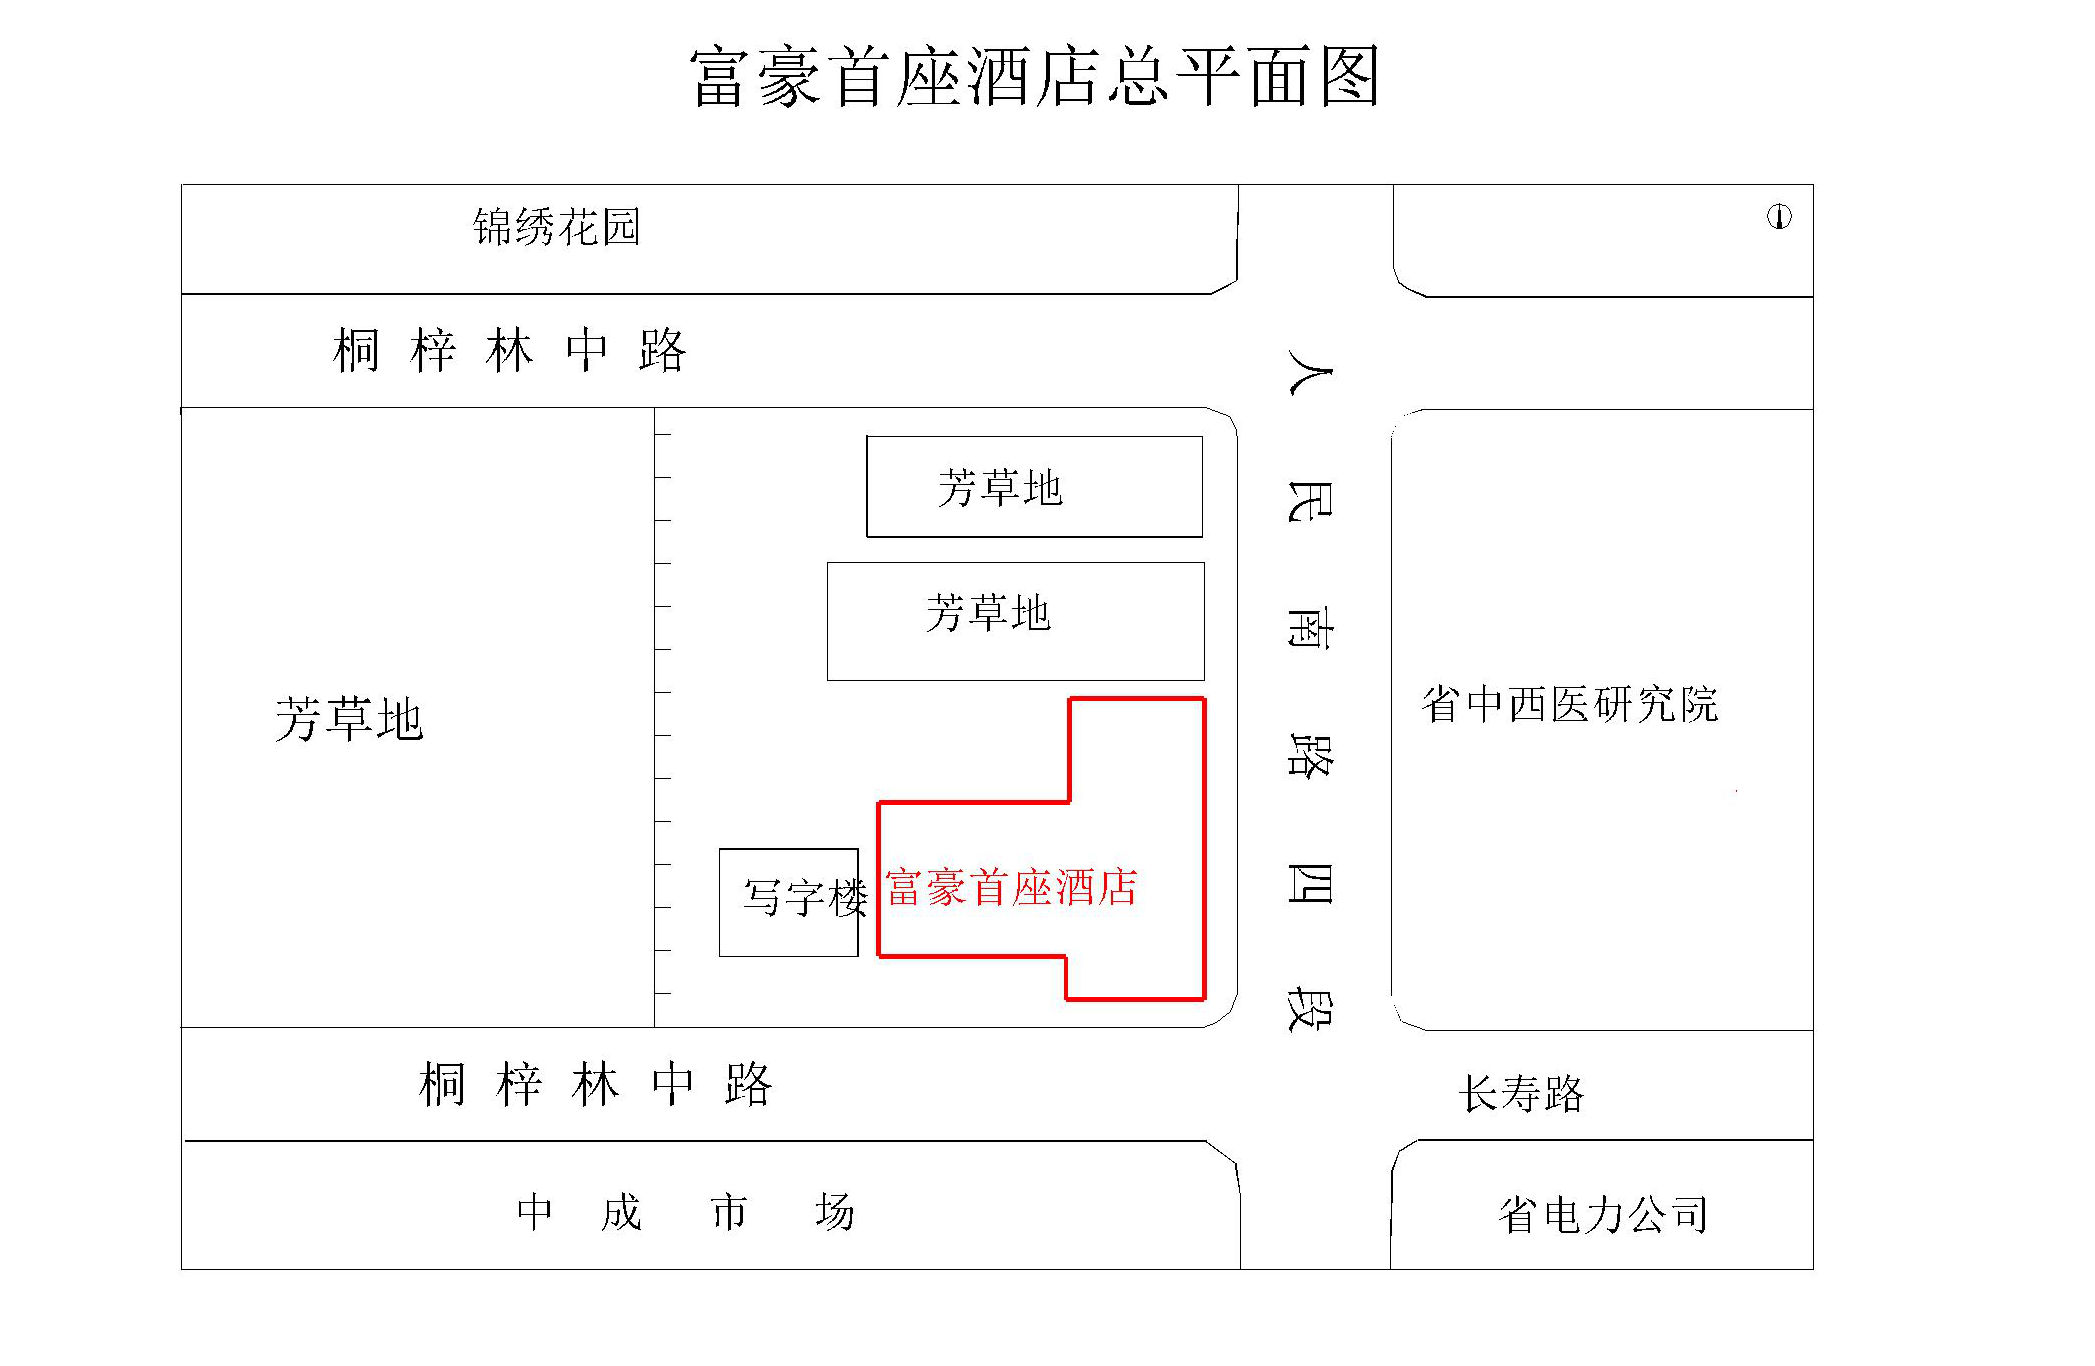 富豪首座酒店总平面图
锦绣花园
桐梓林中路
人民南路四段
芳草地
芳草地
芳草地
省中西医研究院
写字楼
富豪首座酒店
桐梓林中路
长寿路
中成市场
省电力公司